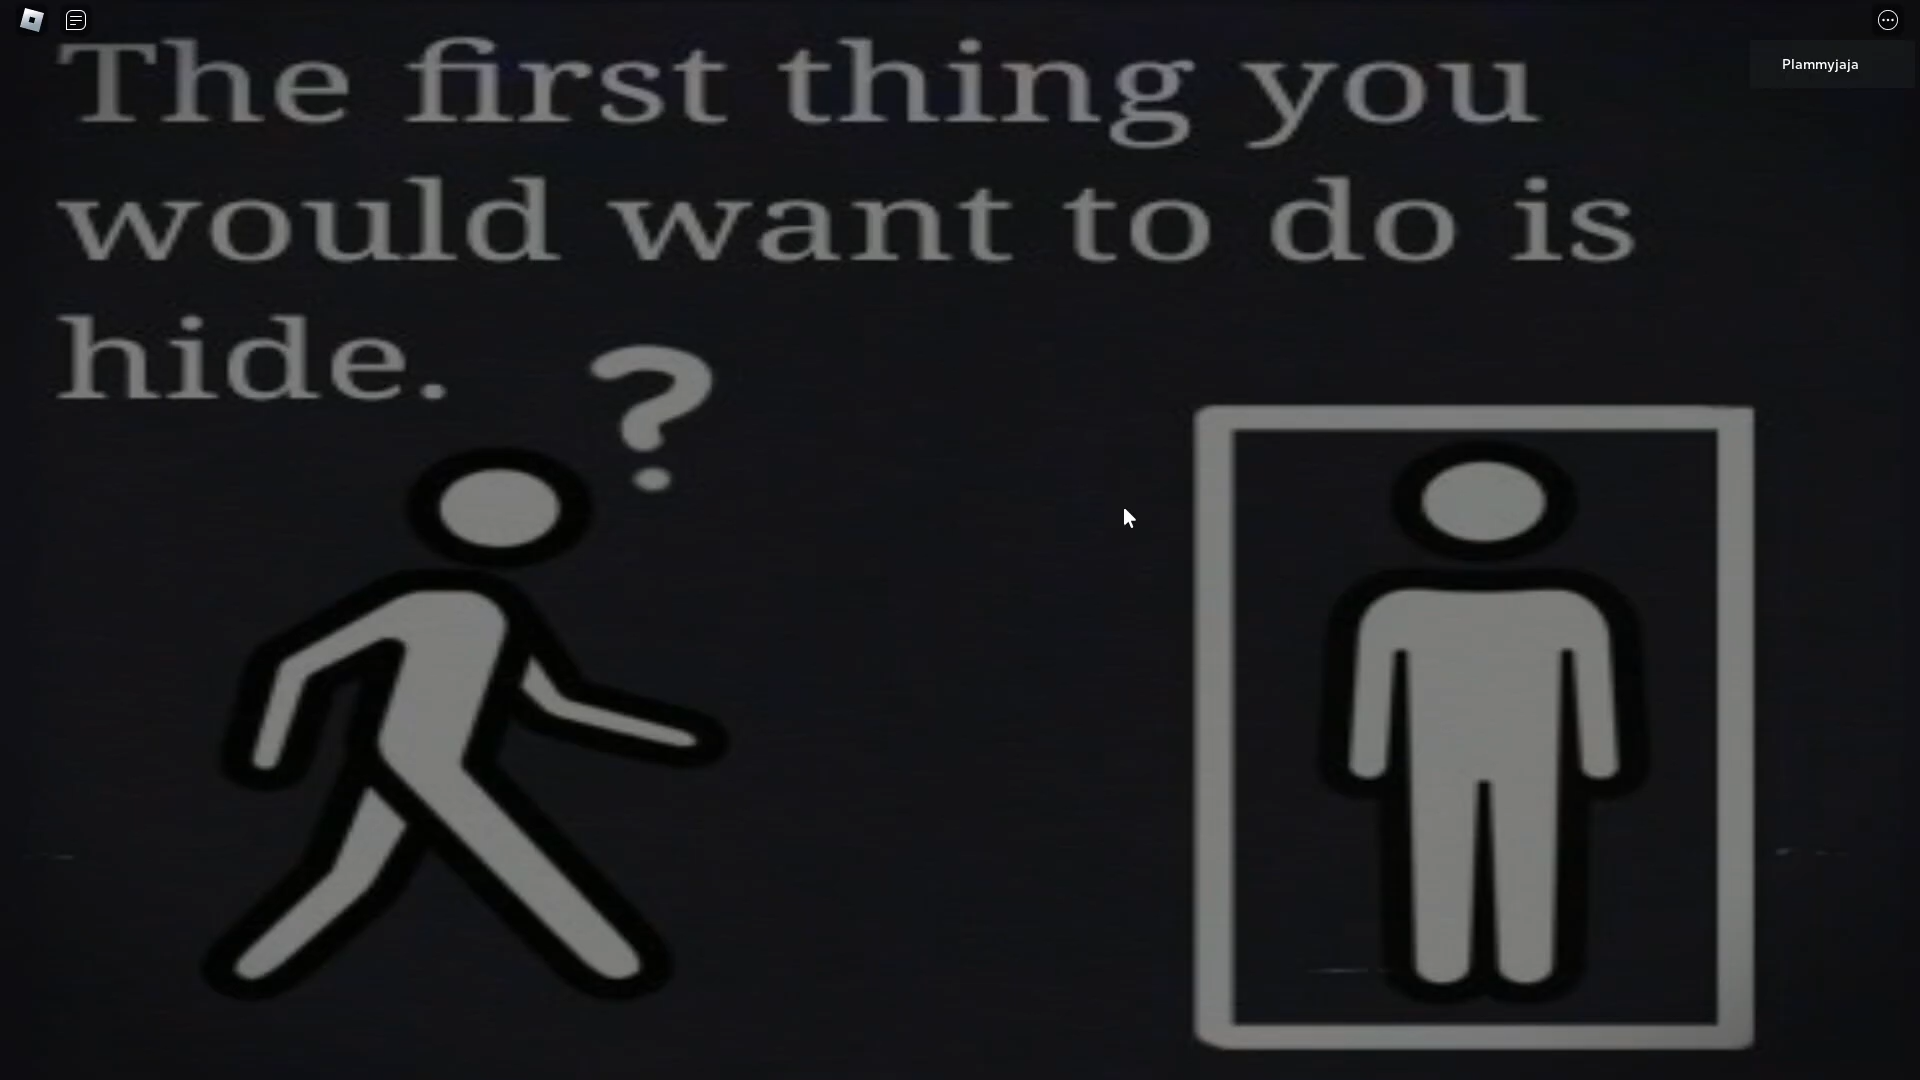 Plammyjaja
The first thing you
would want to do is
hide.
?